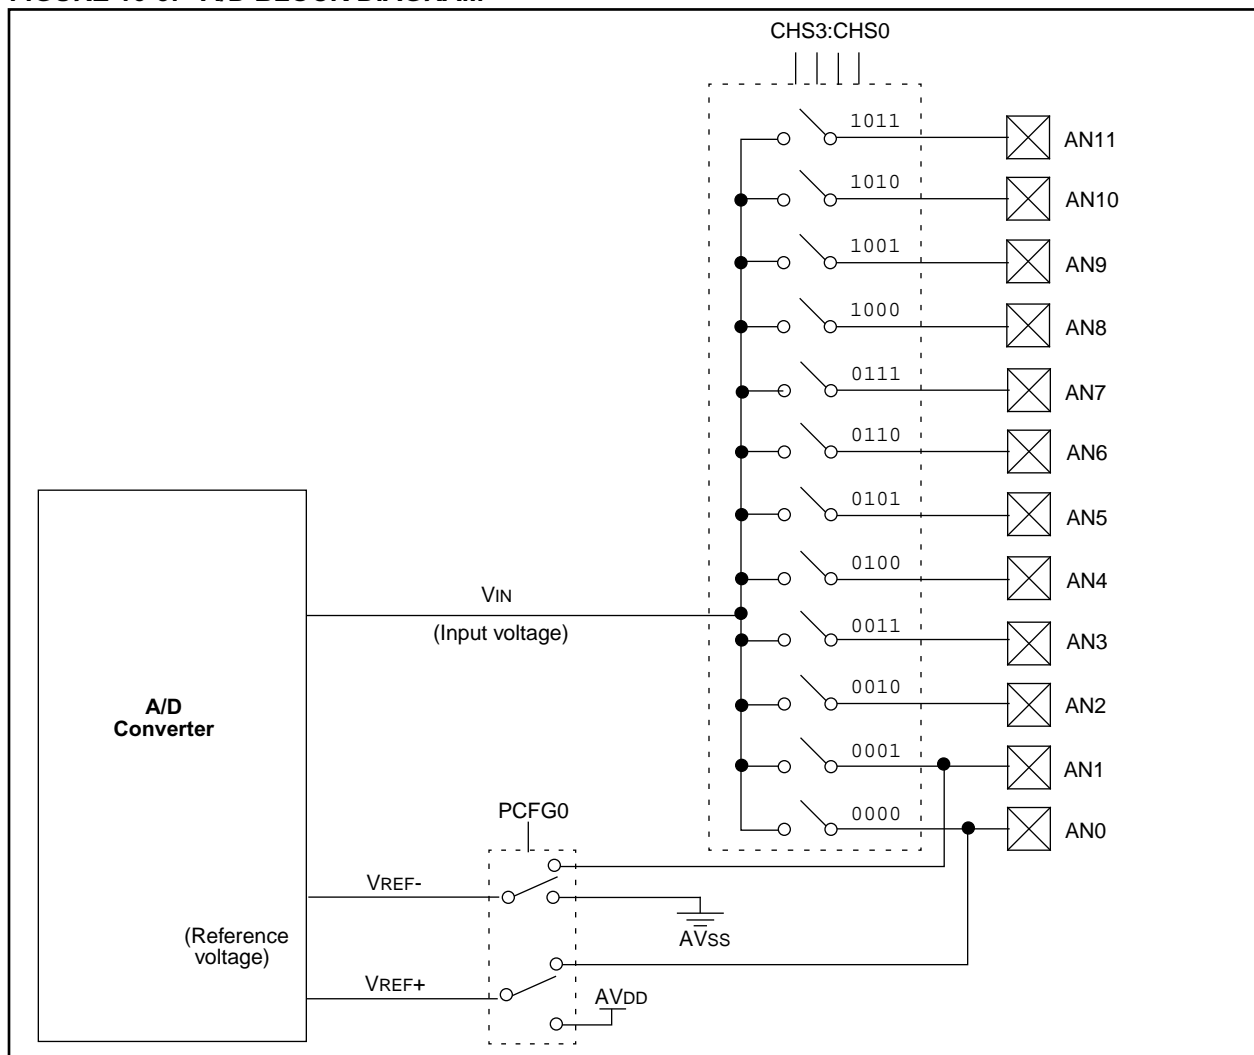 CHS3:CHS0
1011
AN11
1010
AN10
1001
AN9
1000
AN8
0111
AN7
0110
AN6
0101
AN5
0100
AN4
VIN
(Input voltage)
0011
AN3
0010
AN2
A/D
Converter
0001
AN1
PCFG0
0000
AN0
VREF-
(Reference
voltage)
AVSS
VREF+
AVDD